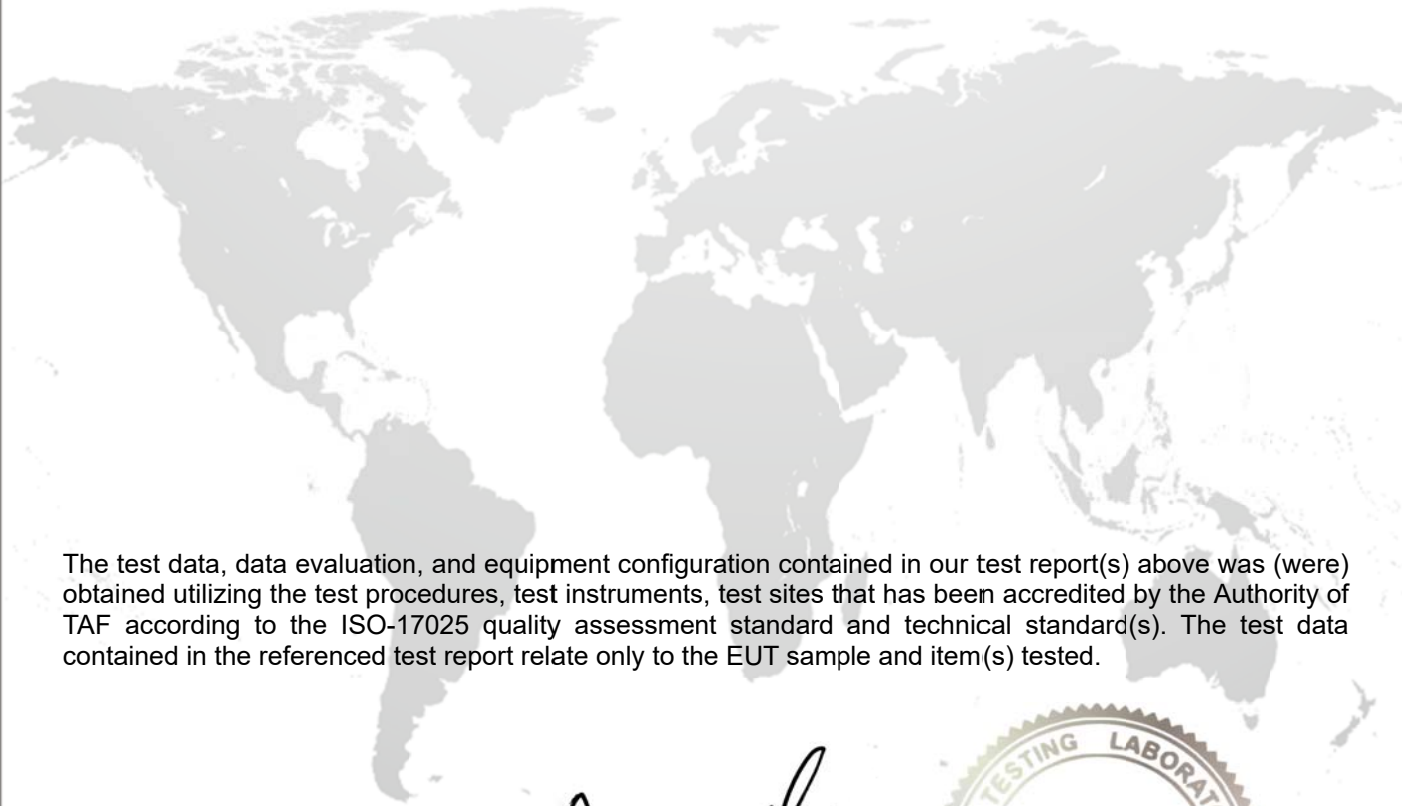 The test data, data evaluation, and equipment configuration contained in our test report(s) above was (were)
obtained utilizing the test procedures, test instruments, test sites that has been accredited by the Authority of
TAF according to the ISO-17025 quality assessment standard and technical standard(s). The test data
contained in the referenced test report relate only to the EUT sample and item(s) tested.
TESTING